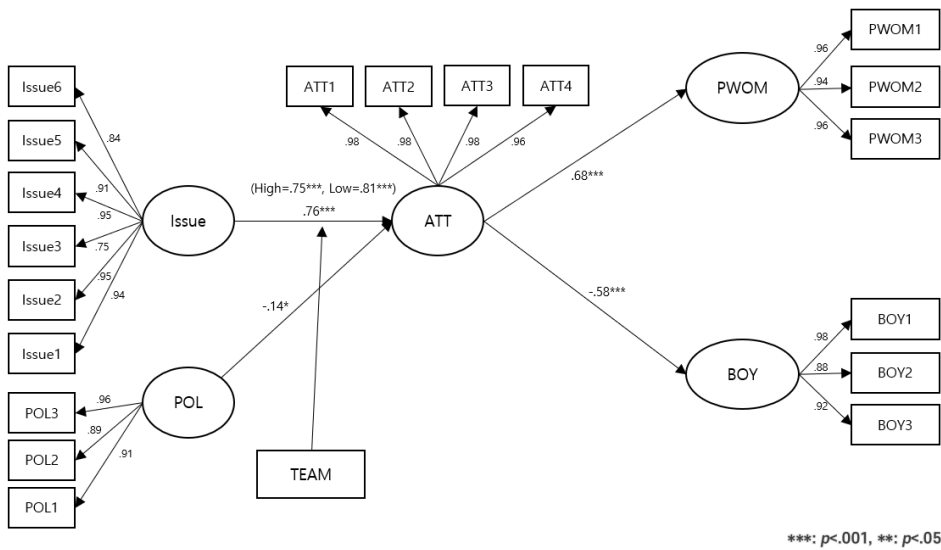 PWOM1
PWOM2
PWOM3
.96
.94
.96
PWOM
Issue6
Issue5
Issue4
Issue3
Issue2
Issue1
.84
.91
.95
.75
.95
.94
Issue
ATT1
ATT2
ATT3
ATT4
.98
.98
.98
.96
(High=.75***, Low=.81***)
.76***
ATT
.68***
-.58***
-.14*
POL
POL3
POL2
POL1
.96
.89
.91
TEAM
BOY
BOY1
BOY2
BOY3
.98
.88
.92
***: p<.001, **: p<.05